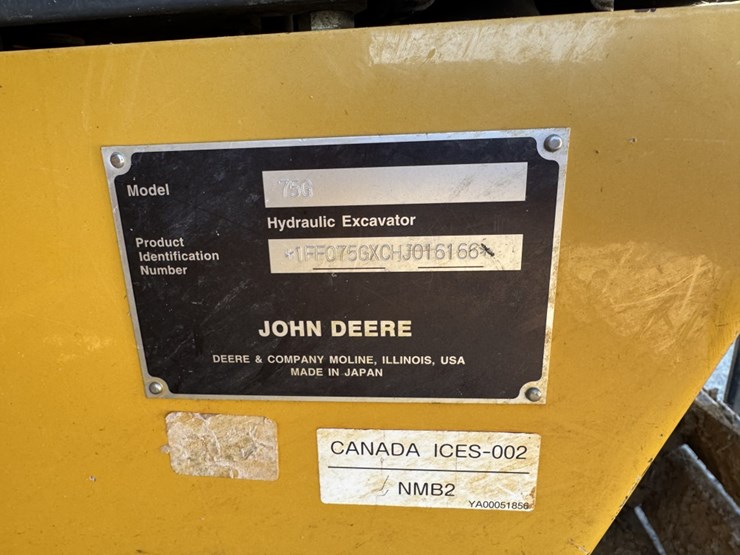 Model 75G
Hydraulic Excavator
Product
Identification
Number
*1FF075GXCHJ016166*
JOHN DEERE
DEERE & COMPANY MOLINE, ILLINOIS, USA
MADE IN JAPAN
CANADA ICES-002
NMB2
YA00051856